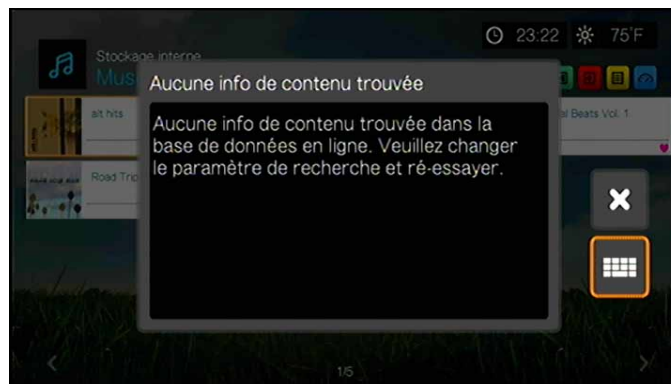 23:22 75°F
Stockage interne
Mus
Aucune info de contenu trouvée
alt hits
al Beats Vol. 1
Aucune info de contenu trouvée dans la
base de données en ligne. Veuillez changer
le paramètre de recherche et ré-essayer.
Road Trip
1/5